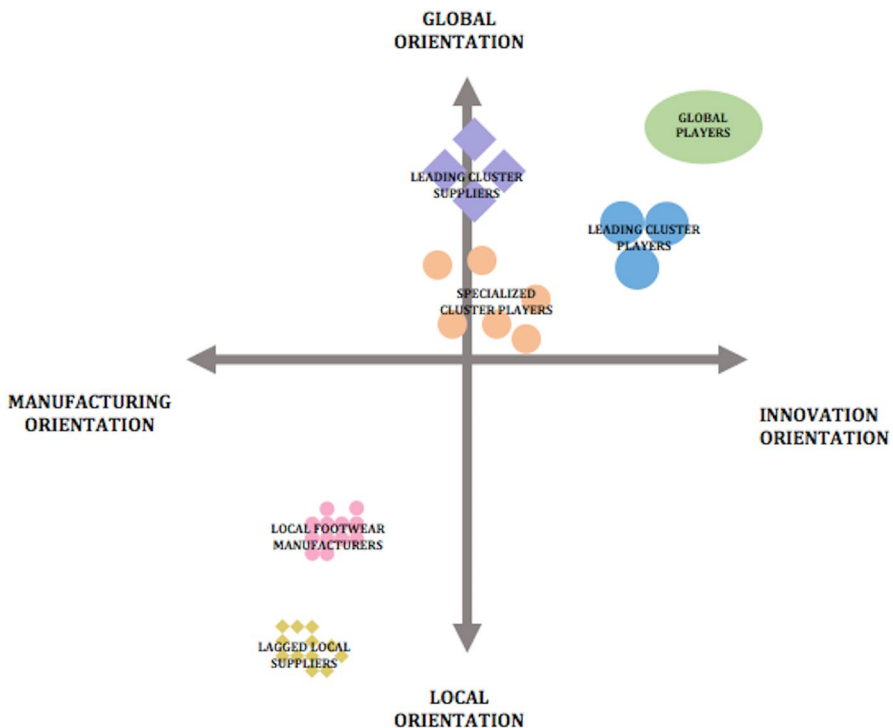 GLOBAL
ORIENTATION
GLOBAL
PLAYERS
LEADING CLUSTER
SUPPLIERS
LEADING CLUSTER
PLAYERS
SPECIALIZED
CLUSTER PLAYERS
MANUFACTURING
ORIENTATION
INNOVATION
ORIENTATION
LOCAL FOOTWEAR
MANUFACTURERS
LAGGED LOCAL
SUPPLIERS
LOCAL
ORIENTATION